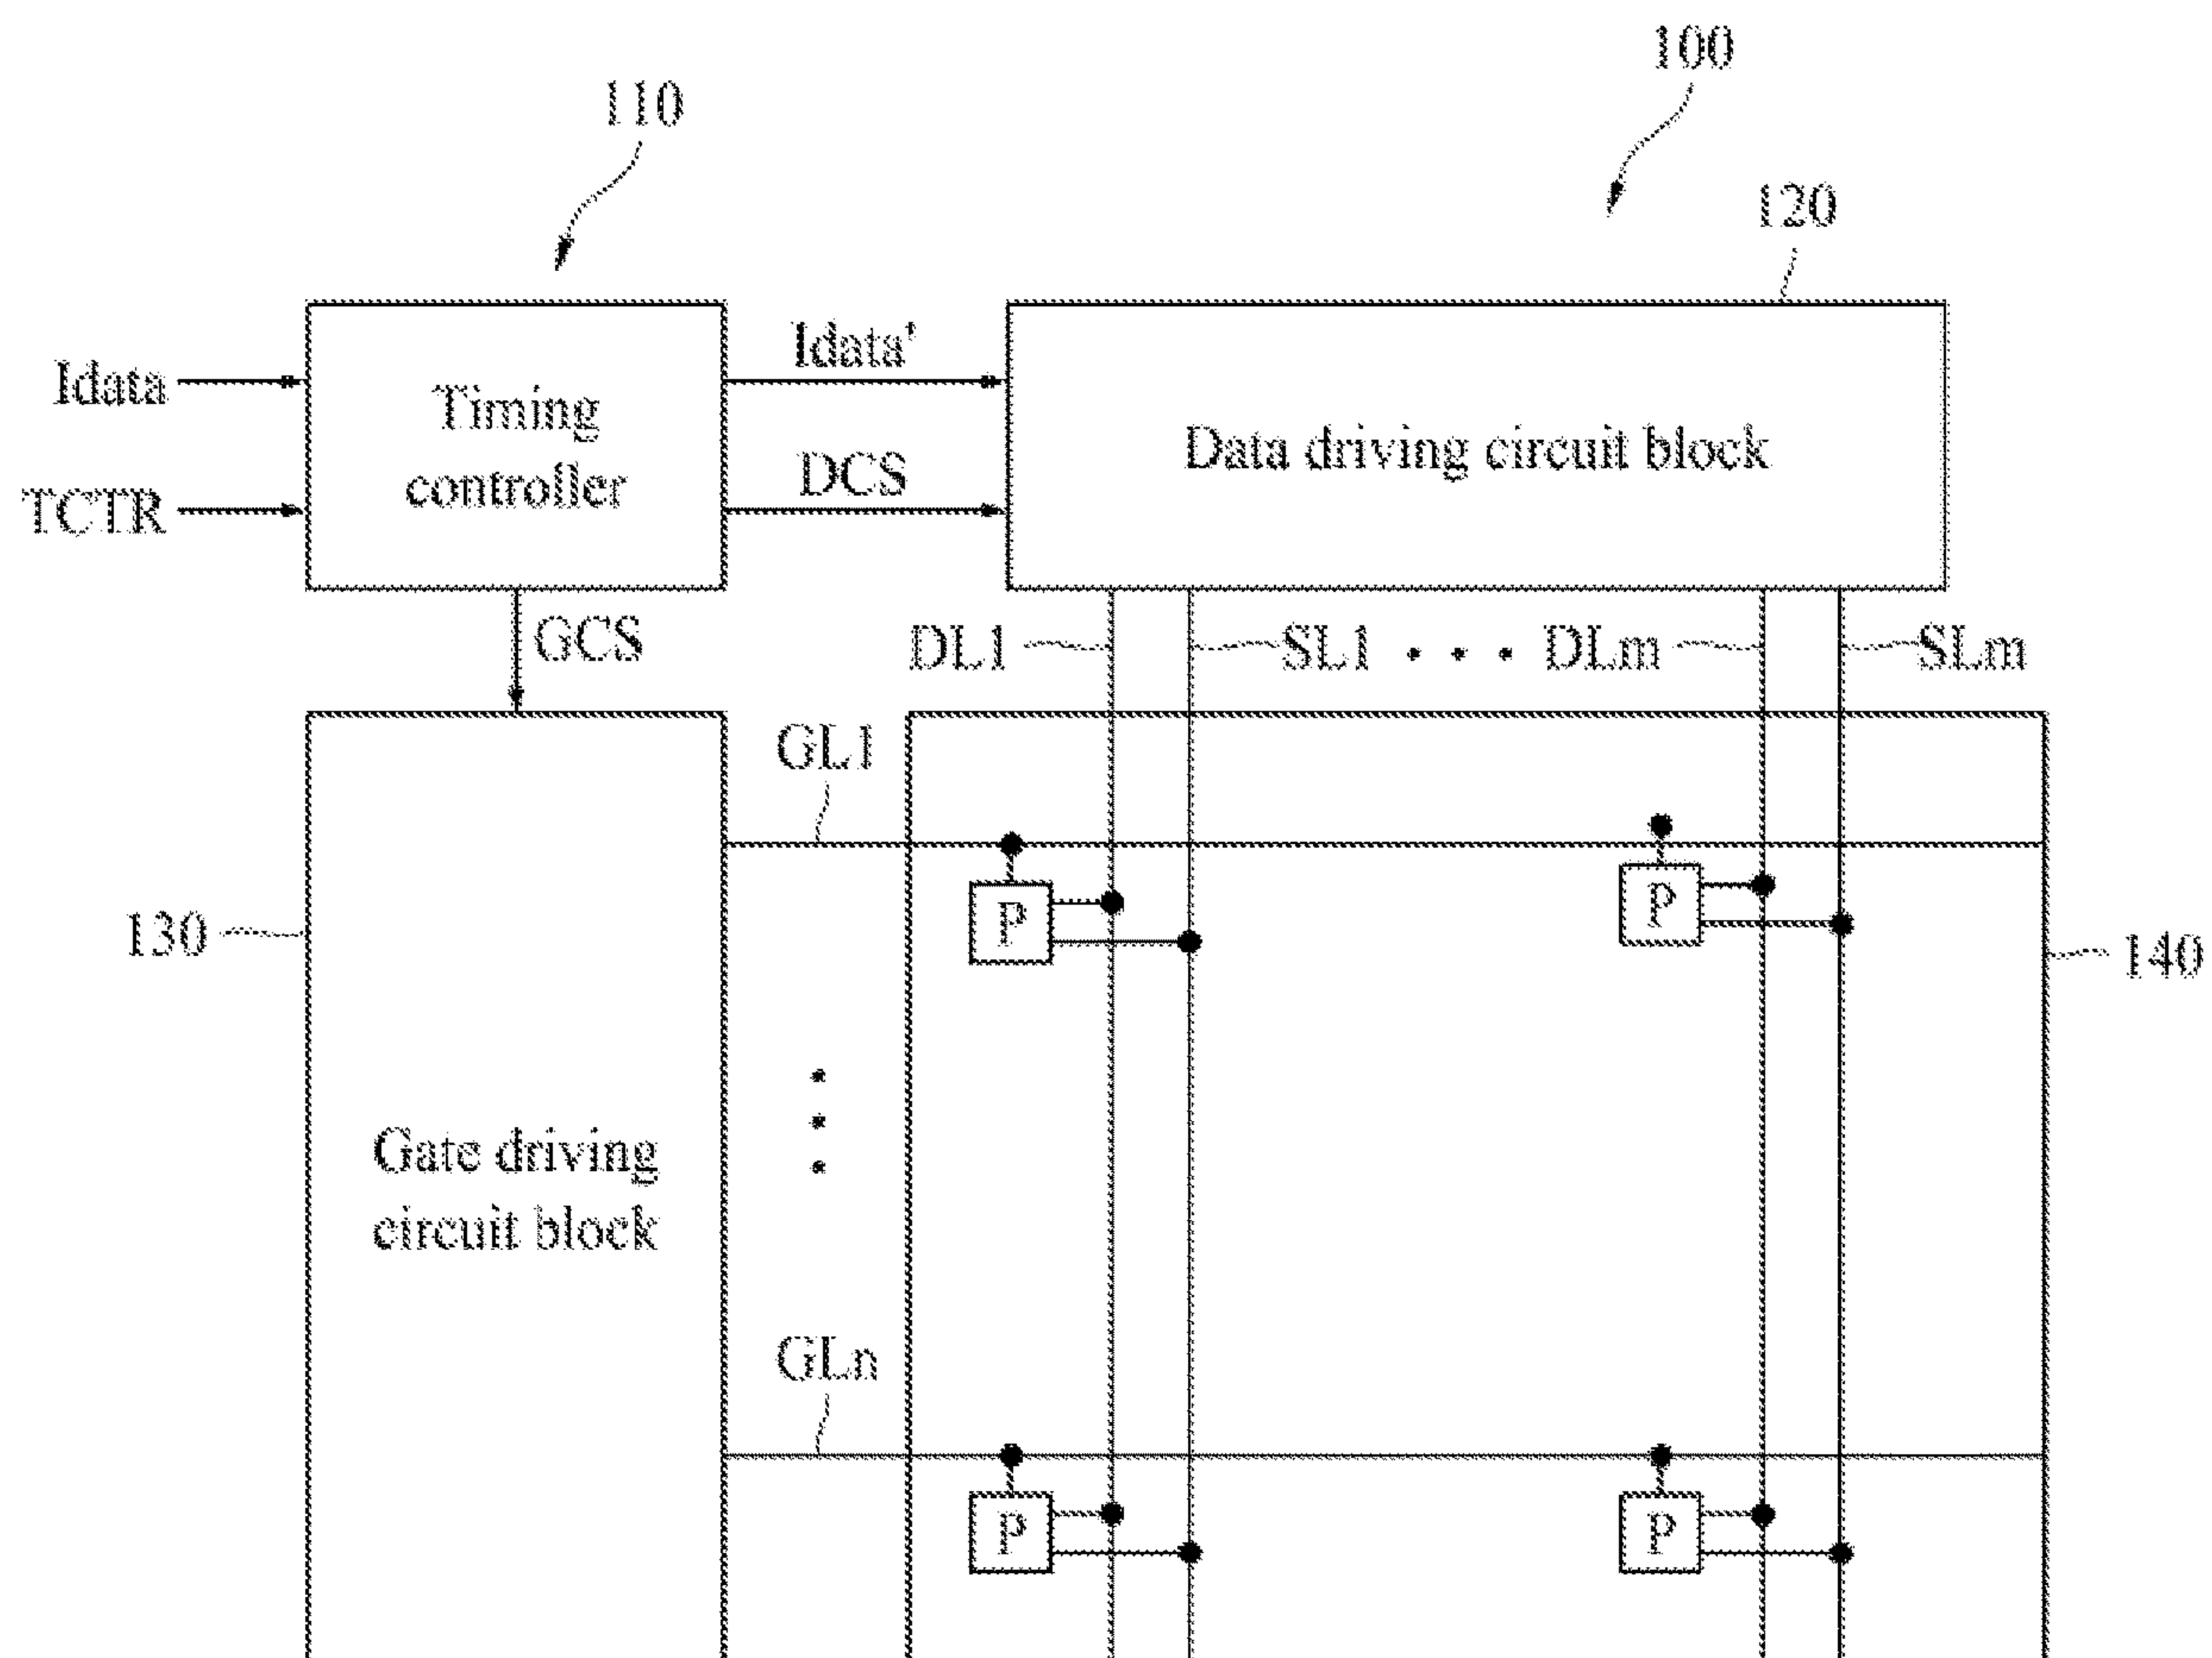 100
110
120
Idata
TCTR
Timing
controller
Idata'
DCS
Data driving circuit block
GCS
DL1
SL1 • • • DLm
SLm
GL1
P
P
130
140
Gate driving
circuit block
GLn
P
P